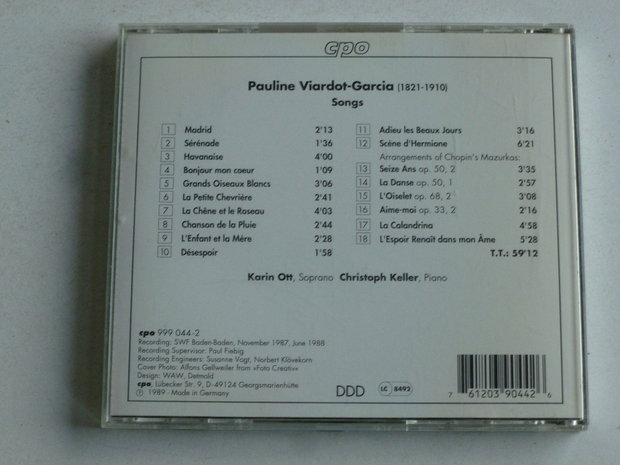 cpo
Pauline Viardot-Garcia (1821-1910)
Songs
1 Madrid 2'13
2 Sérénade 1'36
3 Havanaise 4'00
4 Bonjour mon coeur 1'09
5 Grands Oiseaux Blancs 3'06
6 La Petite Chevrière 2'41
7 La Chêne et le Roseau 4'03
8 Chanson de la Pluie 2'44
9 L'Enfant et la Mère 2'28
10 Désespoir 1'58
11 Adieu les Beaux Jours 3'16
12 Scène d'Hermione 6'21
Arrangements of Chopin's Mazurkas:
13 Seize Ans op. 50, 2 3'35
14 La Danse op. 50, 1 2'57
15 L'Oiselet op. 68, 2 3'08
16 Aime-moi op. 33, 2 2'16
17 La Calandrina 4'58
18 L'Espoir Renaît dans mon Âme 5'28
T.T.: 59'12
Karin Ott, Soprano Christoph Keller, Piano
cpo 999 044-2
Recording: SWF Baden-Baden, November 1987, June 1988
Recording Supervisor: Paul Fiebig
Recording Engineers: Susanne Vogt, Norbert Klövekorn
Cover Photo: Alfons Gellweiler from »Foto Creativ«
Design: WAW, Detmold
cpo, Lübecker Str. 9, D-49124 Georgsmarienhütte
℗ 1989 · Made in Germany
DDD
LC 8492
7 61203 90442 6